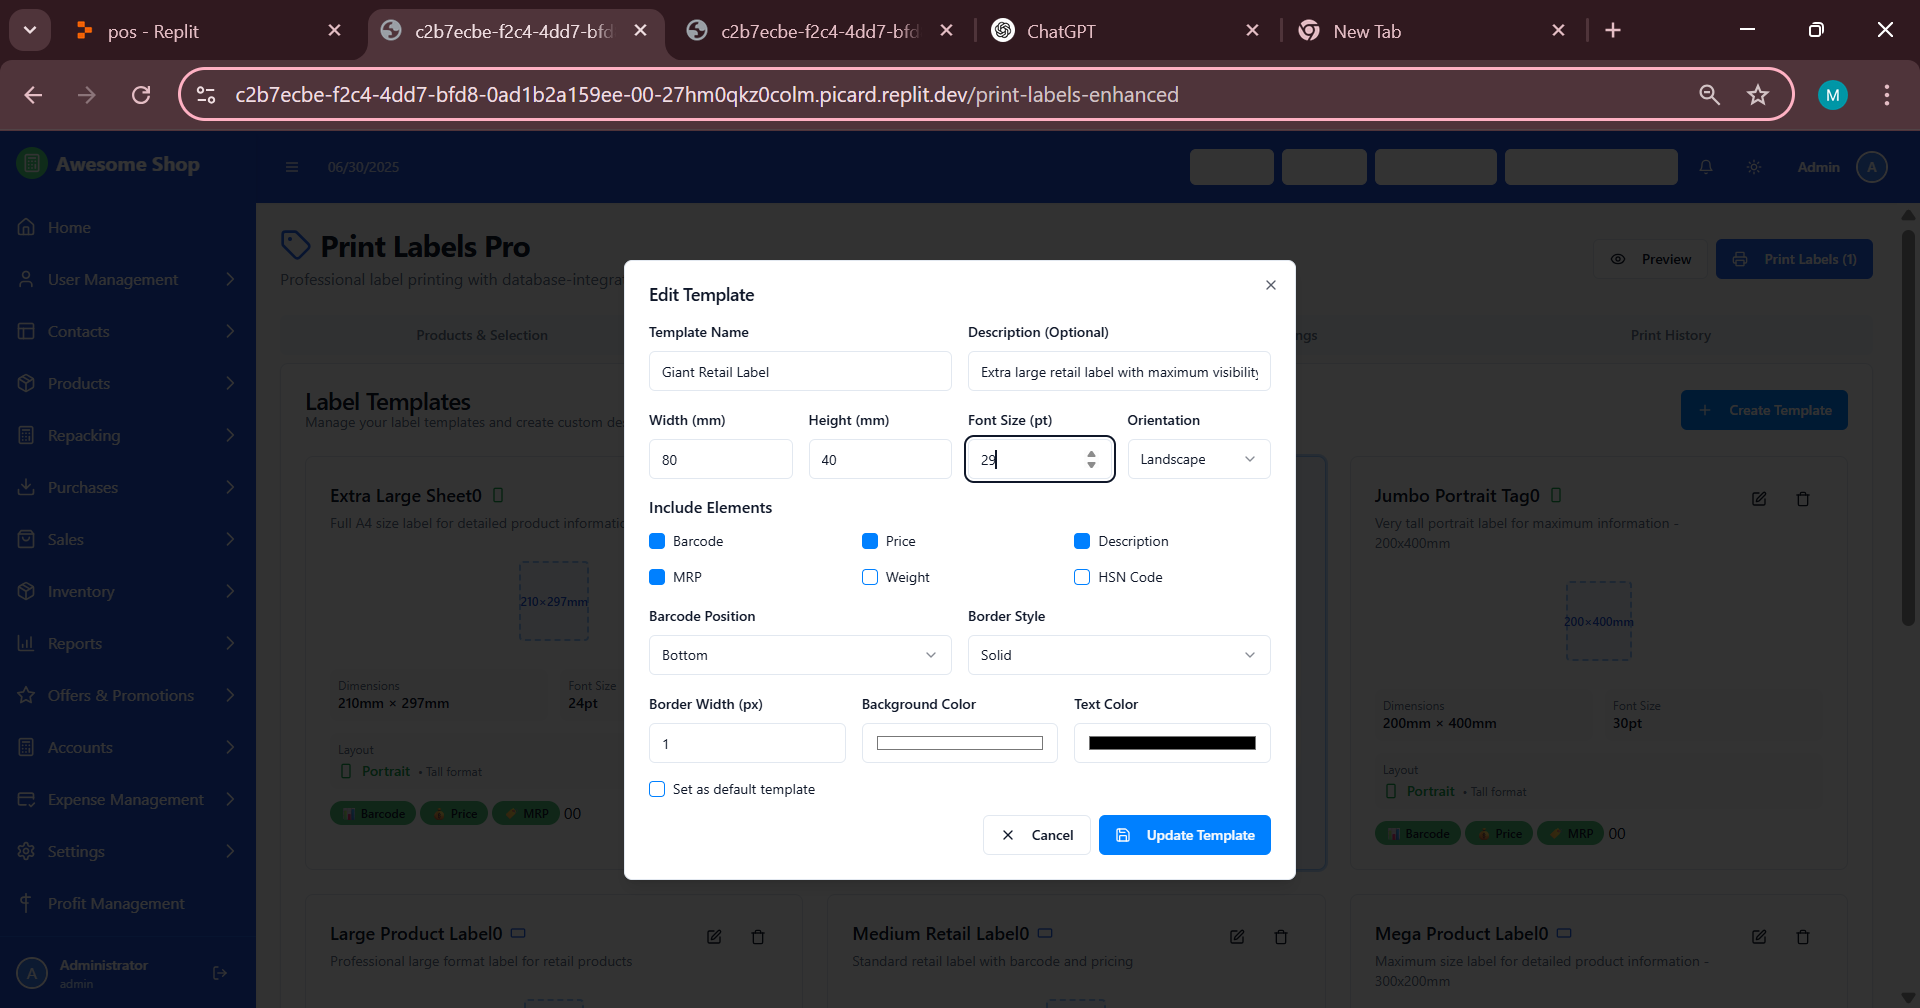 pos - Replit
c2b7ecbe-f2c4-4dd7-bfd
c2b7ecbe-f2c4-4dd7-bfd
ChatGPT
New Tab
c2b7ecbe-f2c4-4dd7-bfd8-0ad1b2a159ee-00-27hm0qkz0colm.picard.replit.dev/print-labels-enhanced
M
Awesome Shop
06/30/2025
Admin
A
Home
User Management
Contacts
Products
Repacking
Purchases
Sales
Inventory
Reports
Offers & Promotions
Accounts
Expense Management
Settings
Profit Management
A
Administrator
admin
Print Labels Pro
Professional label printing with database-integra
Preview
Print Labels (1)
Products & Selection
ngs
Print History
Label Templates
Manage your label templates and create custom de
Create Template
Extra Large Sheet0
Full A4 size label for detailed product informatio
210×297mm
Dimensions
210mm × 297mm
Font Size
24pt
Layout
Portrait • Tall format
Barcode
Price
MRP
00
Edit Template
Template Name
Giant Retail Label
Description (Optional)
Extra large retail label with maximum visibility
Width (mm)
80
Height (mm)
40
Font Size (pt)
29
Orientation
Landscape
Include Elements
Barcode
Price
Description
MRP
Weight
HSN Code
Barcode Position
Bottom
Border Style
Solid
Border Width (px)
1
Background Color
Text Color
Set as default template
Cancel
Update Template
Jumbo Portrait Tag0
Very tall portrait label for maximum information -
200x400mm
200×400mm
Dimensions
200mm × 400mm
Font Size
30pt
Layout
Portrait • Tall format
Barcode
Price
MRP
00
Large Product Label0
Professional large format label for retail products
Medium Retail Label0
Standard retail label with barcode and pricing
Mega Product Label0
Maximum size label for detailed product information -
300x200mm